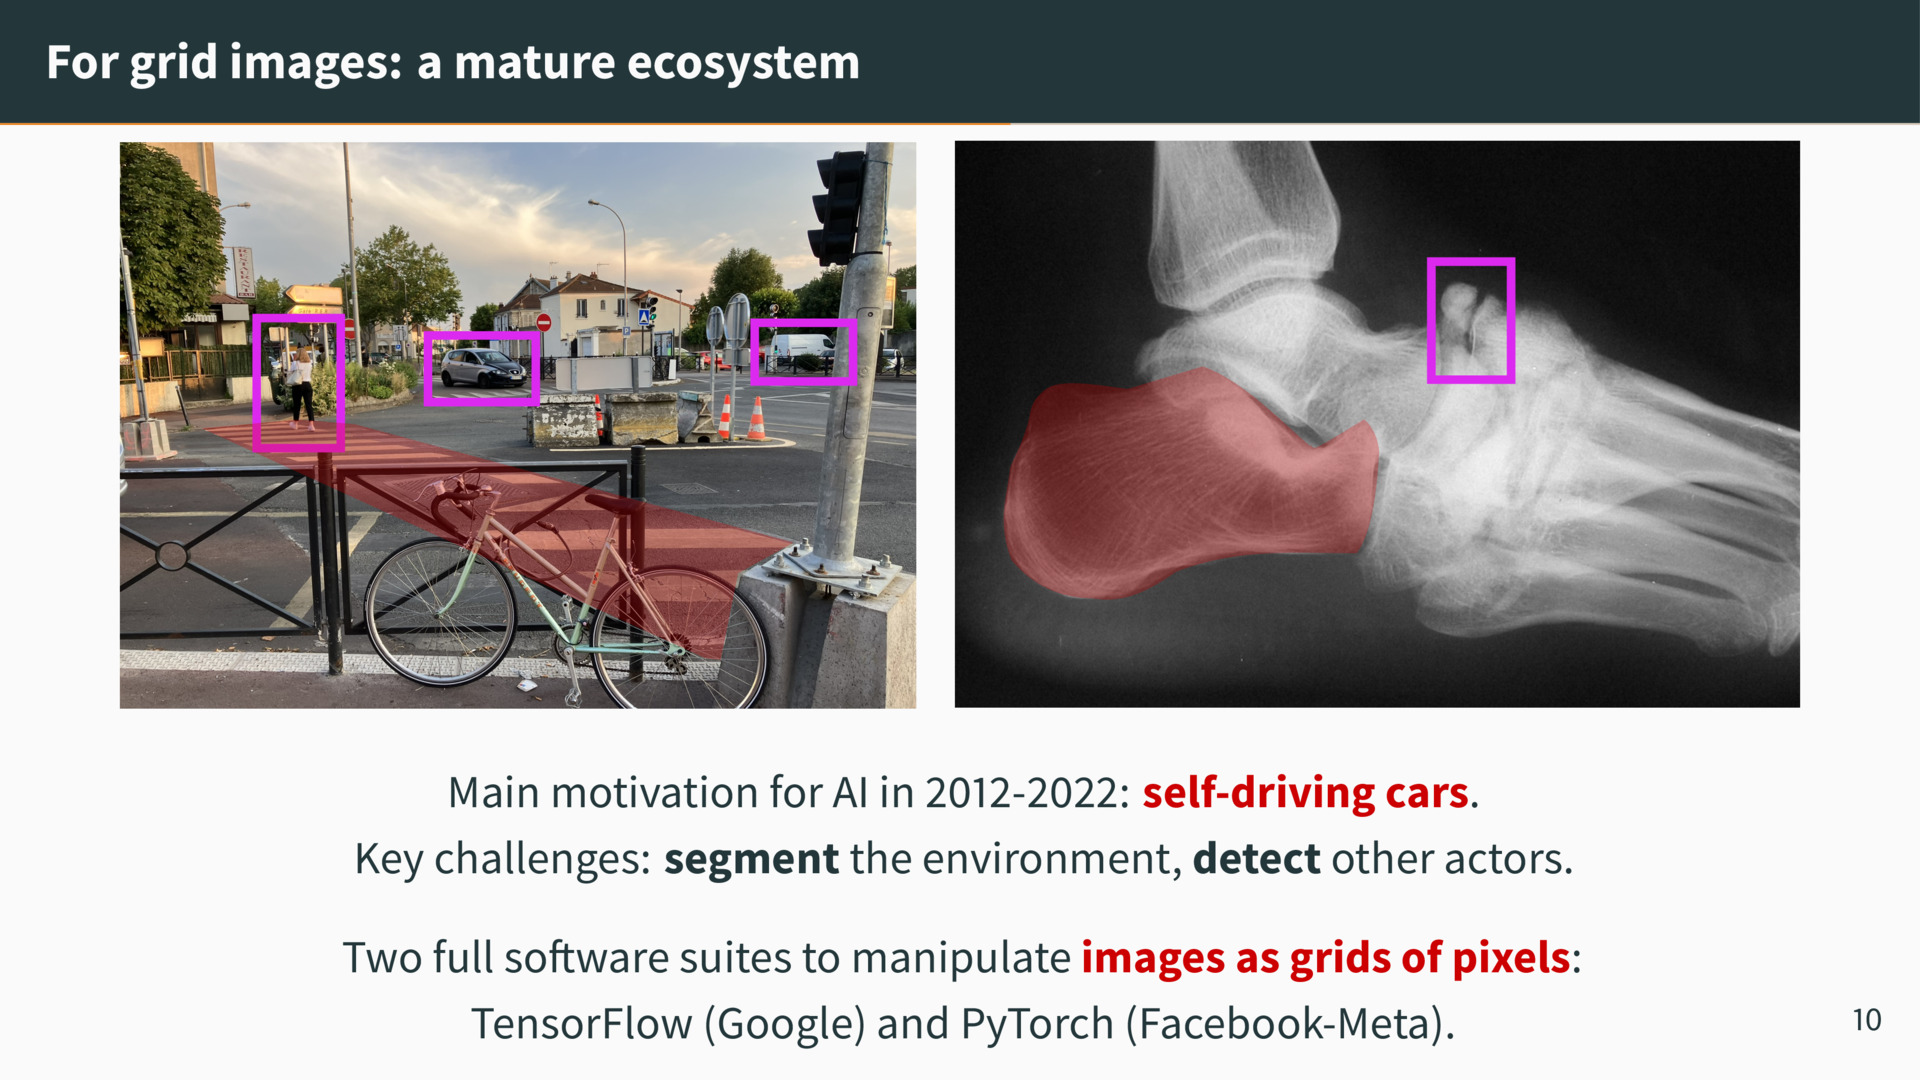 For grid images: a mature ecosystem
Main motivation for AI in 2012-2022: self-driving cars.
Key challenges: segment the environment, detect other actors.
Two full software suites to manipulate images as grids of pixels:
TensorFlow (Google) and PyTorch (Facebook-Meta).
10